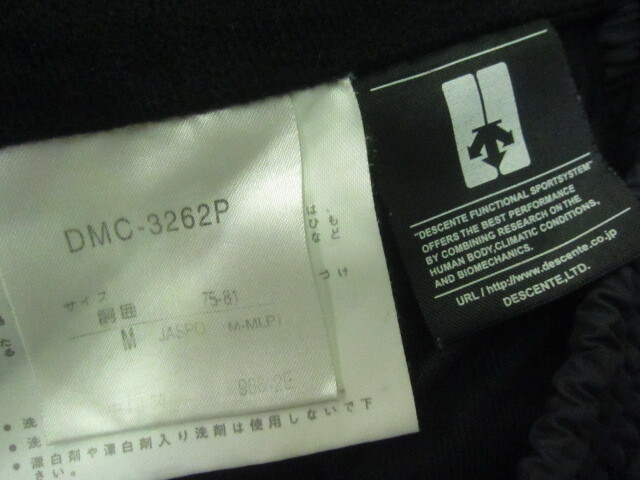 DMC-3262P
サイズ
胴囲 75-81
M JASPO M-M(LP)
● 洗
● 洗
● 漂白剤や漂白剤入り洗剤は使用しないで下
さい。
"DESCENTE FUNCTIONAL SPORTSYSTEM"
OFFERS THE BEST PERFORMANCE
BY COMBINING RESEARCH ON THE
HUMAN BODY,CLIMATIC CONDITIONS,
AND BIOMECHANICS.
URL / http://www.descente.co.jp
DESCENTE,LTD.